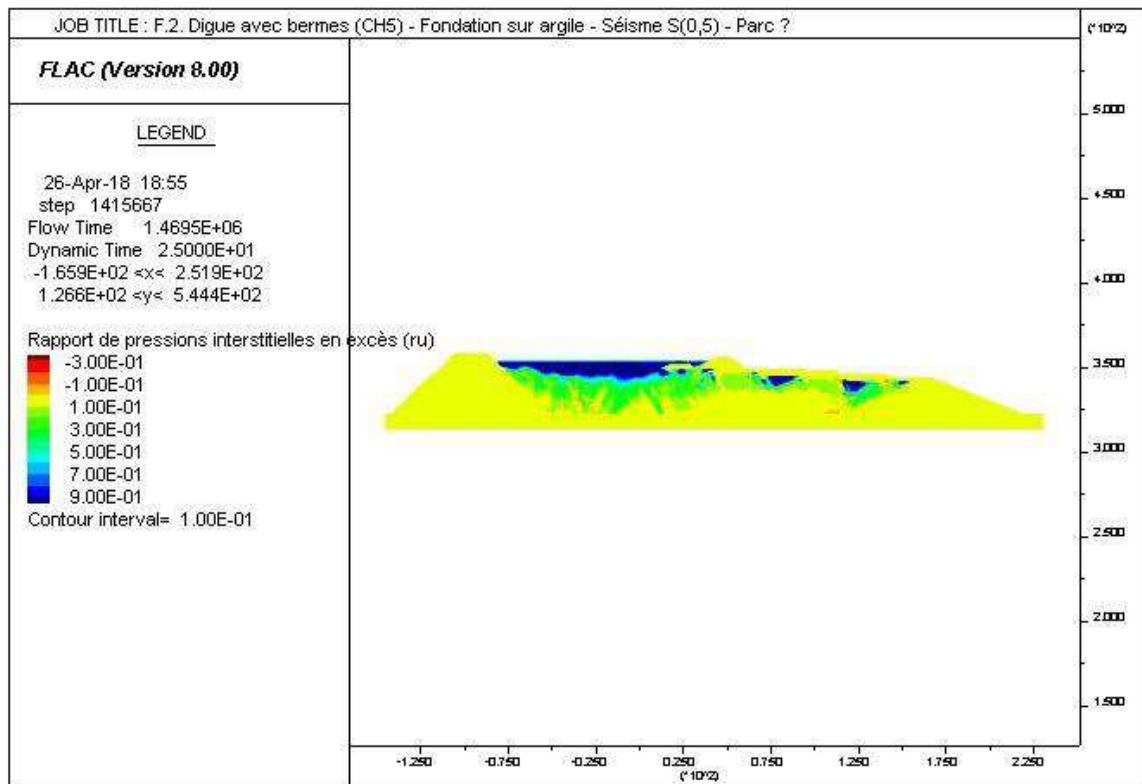 JOB TITLE : F.2. Digue avec bermes (CH5) - Fondation sur argile - Séisme S(0,5) - Parc ?
(*10^2)
FLAC (Version 8.00)
LEGEND
26-Apr-18 18:55
step 1415667
Flow Time 1.4695E+06
Dynamic Time 2.5000E+01
-1.659E+02 <x< 2.519E+02
1.266E+02 <y< 5.444E+02
Rapport de pressions interstitielles en excès (ru)
-3.00E-01
-1.00E-01
1.00E-01
3.00E-01
5.00E-01
7.00E-01
9.00E-01
Contour interval= 1.00E-01
5.000
4.500
4.000
3.500
3.000
2.500
2.000
1.500
-1.250
-0.750
-0.250
0.250
0.750
1.250
1.750
2.250
(*10^2)